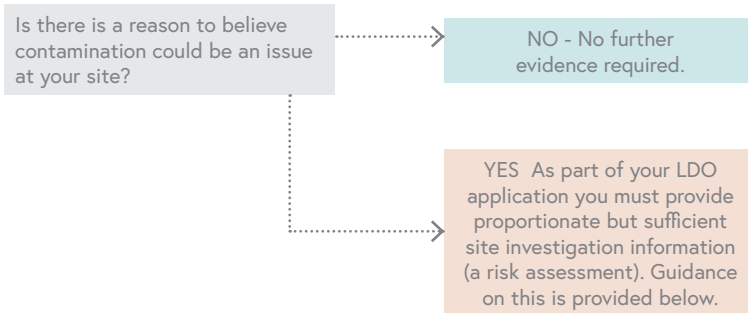 Is there is a reason to believe
contamination could be an issue
at your site?
NO - No further
evidence required.
YES  As part of your LDO
application you must provide
proportionate but sufficient
site investigation information
(a risk assessment). Guidance
on this is provided below.